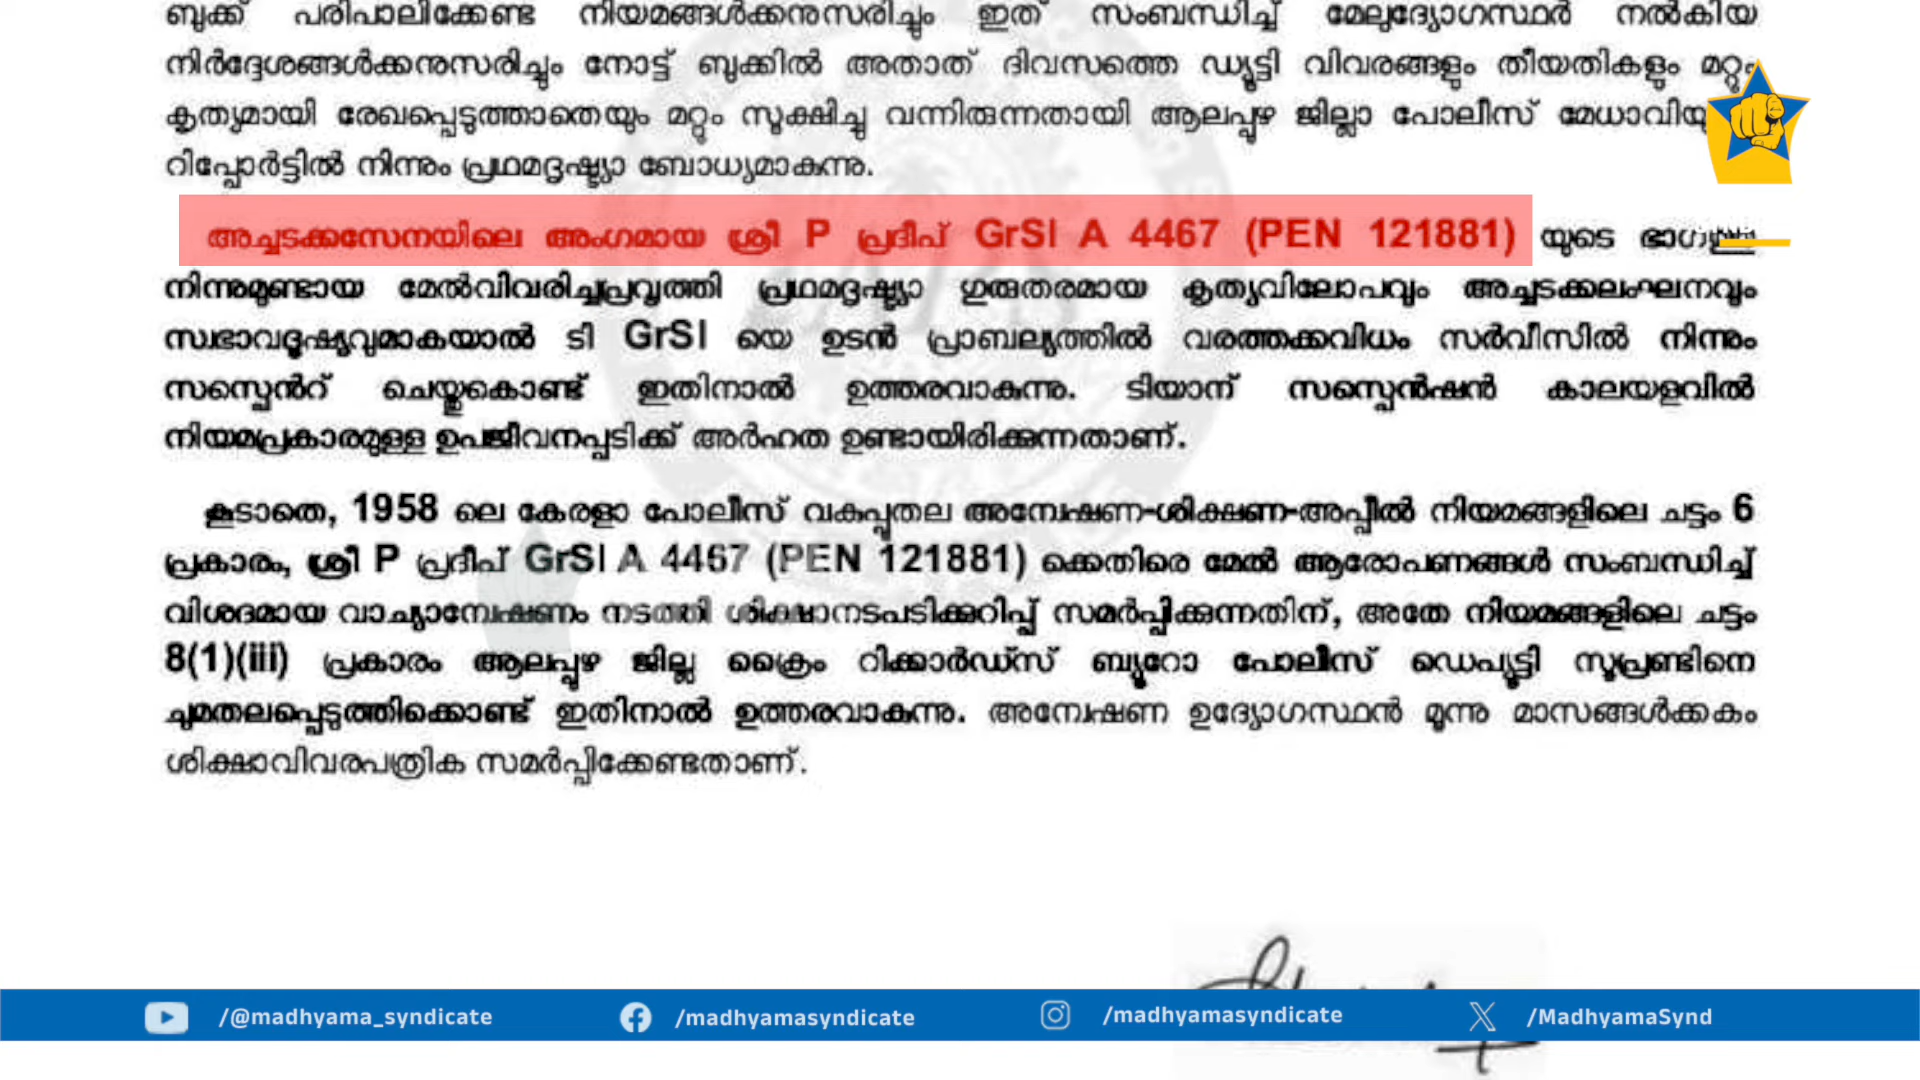 ബുക്ക് പരിപാലിക്കേണ്ട നിയമങ്ങൾക്കനുസരിച്ചും ഇത് സംബന്ധിച്ച് മേലുദ്യോഗസ്ഥർ നൽകിയ
നിർദ്ദേശങ്ങൾക്കനുസരിച്ചും നോട്ട് ബുക്കിൽ അതാത് ദിവസത്തെ ഡ്യൂട്ടി വിവരങ്ങളും തീയതികളും മറ്റും
കൃത്യമായി രേഖപ്പെടുത്താതെയും മറ്റും സൂക്ഷിച്ചു വന്നിരുന്നതായി ആലപ്പുഴ ജില്ലാ പോലീസ്
റിപ്പോർട്ടിൽ നിന്നും പ്രഥമദൃഷ്ട്യാ ബോധ്യമാകുന്നു.
അച്ചടക്കസേനയിലെ അംഗമായ ശ്രീ P പ്രദീപ് GrSI A 4467 (PEN 121881) യുടെ
നിന്നുമുണ്ടായ മേൽവിവരിച്ചപ്രവൃത്തി പ്രഥമദൃഷ്ട്യാ ഗുരുതരമായ കൃത്യവിലോപവും അച്ചടക്കലംഘനവും
സ്വഭാവദൂഷ്യവുമാകയാൽ ടി GrSI യെ ഉടൻ പ്രാബല്യത്തിൽ വരത്തക്കവിധം സർവീസിൽ നിന്നും
സസ്പെൻറ് ചെയ്തുകൊണ്ട് ഇതിനാൽ ഉത്തരവാകുന്നു. ടിയാന് സസ്പെൻഷൻ കാലയളവിൽ
നിയമപ്രകാരമുള്ള ഉപജീവനപ്പടിക്ക് അർഹത ഉണ്ടായിരിക്കുന്നതാണ്.
കൂടാതെ, 1958 ലെ കേരളാ പോലീസ് വകുപ്പുതല അന്വേഷണ-ശിക്ഷണ-അപ്പീൽ നിയമങ്ങളിലെ ചട്ടം 6
പ്രകാരം, ശ്രീ P പ്രദീപ് GrSI A 4467 (PEN 121881) ക്കെതിരെ മേൽ ആരോപണങ്ങൾ സംബന്ധിച്ച്
വിശദമായ വാച്യാന്വേഷണം നടത്തി ശിക്ഷാനടപടിക്കുറിപ്പ് സമർപ്പിക്കുന്നതിന്, അതേ നിയമങ്ങളിലെ ചട്ടം
8(1)(iii) പ്രകാരം ആലപ്പുഴ ജില്ല ക്രൈം റിക്കാർഡ്സ് ബ്യൂറോ പോലീസ് ഡെപ്യൂട്ടി സൂപ്രണ്ടിനെ
ചുമതലപ്പെടുത്തിക്കൊണ്ട് ഇതിനാൽ ഉത്തരവാകുന്നു. അന്വേഷണ ഉദ്യോഗസ്ഥൻ മൂന്നു മാസങ്ങൾക്കകം
ശിക്ഷാവിവരപത്രിക സമർപ്പിക്കേണ്ടതാണ്.
/@madhyama_syndicate /madhyamasyndicate /madhyamasyndicate /MadhyamaSynd